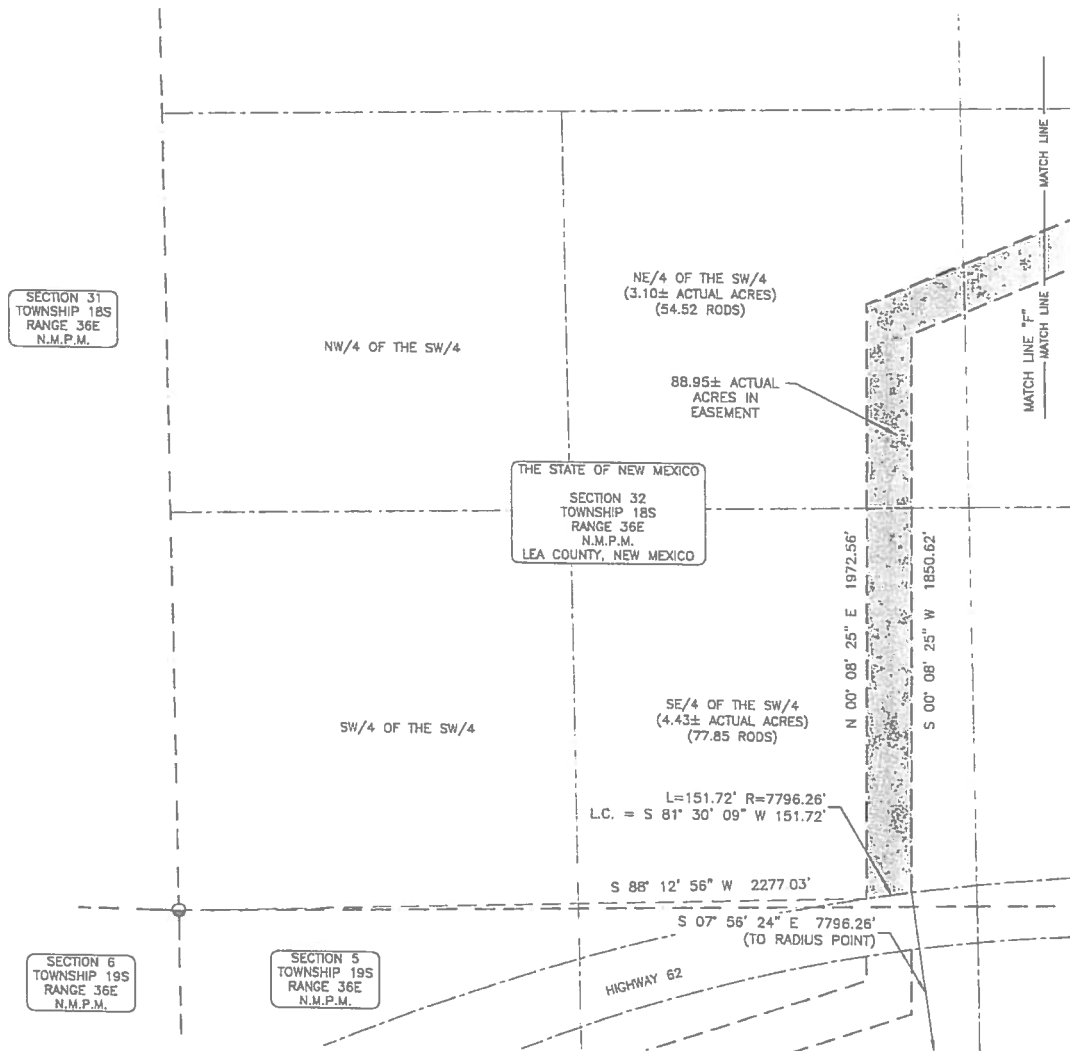 MATCH LINE
MATCH LINE "F"
MATCH LINE
NE/4 OF THE SW/4
(3.10± ACTUAL ACRES)
(54.52 RODS)
SECTION 31
TOWNSHIP 18S
RANGE 36E
N.M.P.M.
NW/4 OF THE SW/4
88.95± ACTUAL
ACRES IN
EASEMENT
THE STATE OF NEW MEXICO
SECTION 32
TOWNSHIP 18S
RANGE 36E
N.M.P.M.
LEA COUNTY, NEW MEXICO
N 00° 08' 25" E 1972.56'
S 00° 08' 25" W 1850.62'
SW/4 OF THE SW/4
SE/4 OF THE SW/4
(4.43± ACTUAL ACRES)
(77.85 RODS)
L=151.72' R=7796.26'
L.C. = S 81° 30' 09" W 151.72'
S 88° 12' 56" W 2277.03'
S 07° 56' 24" E 7796.26'
(TO RADIUS POINT)
SECTION 6
TOWNSHIP 19S
RANGE 36E
N.M.P.M.
SECTION 5
TOWNSHIP 19S
RANGE 36E
N.M.P.M.
HIGHWAY 62